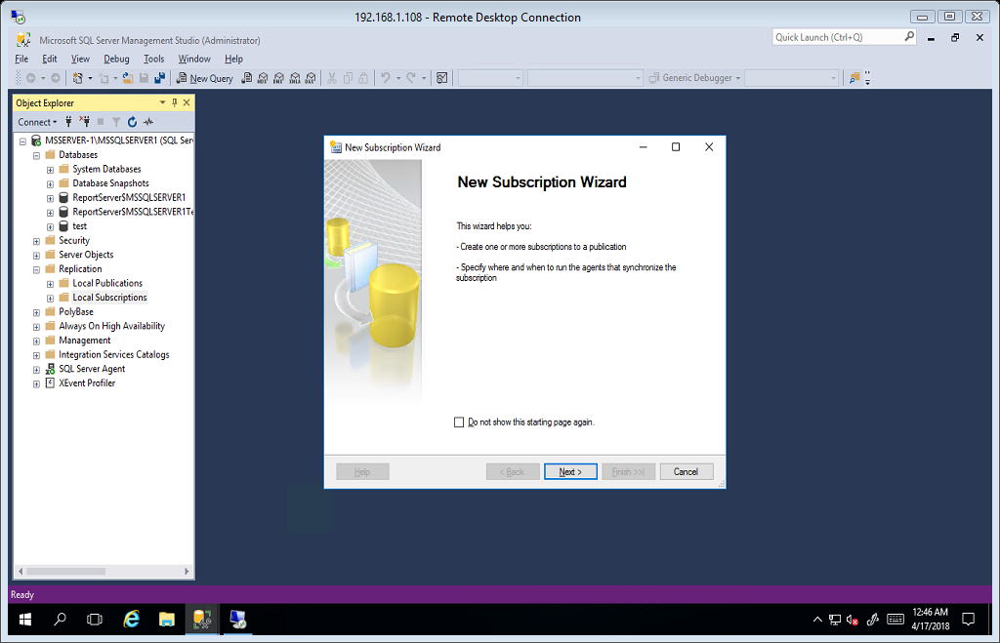 192.168.1.108 - Remote Desktop Connection
Microsoft SQL Server Management Studio (Administrator)
Quick Launch (Ctrl+Q)
File Edit View Debug Tools Window Help
New Query
MDX DMX XMLA DAX
Generic Debugger
Object Explorer
Connect
MSSERVER-1\MSSQLSERVER1 (SQL Ser
Databases
System Databases
Database Snapshots
ReportServer$MSSQLSERVER1
ReportServer$MSSQLSERVER1Te
test
Security
Server Objects
Replication
Local Publications
Local Subscriptions
PolyBase
Always On High Availability
Management
Integration Services Catalogs
SQL Server Agent
XEvent Profiler
New Subscription Wizard
New Subscription Wizard
This wizard helps you:
- Create one or more subscriptions to a publication
- Specify where and when to run the agents that synchronize the
subscription
Do not show this starting page again.
Help < Back Next > Finish >>| Cancel
Ready
12:46 AM
4/17/2018